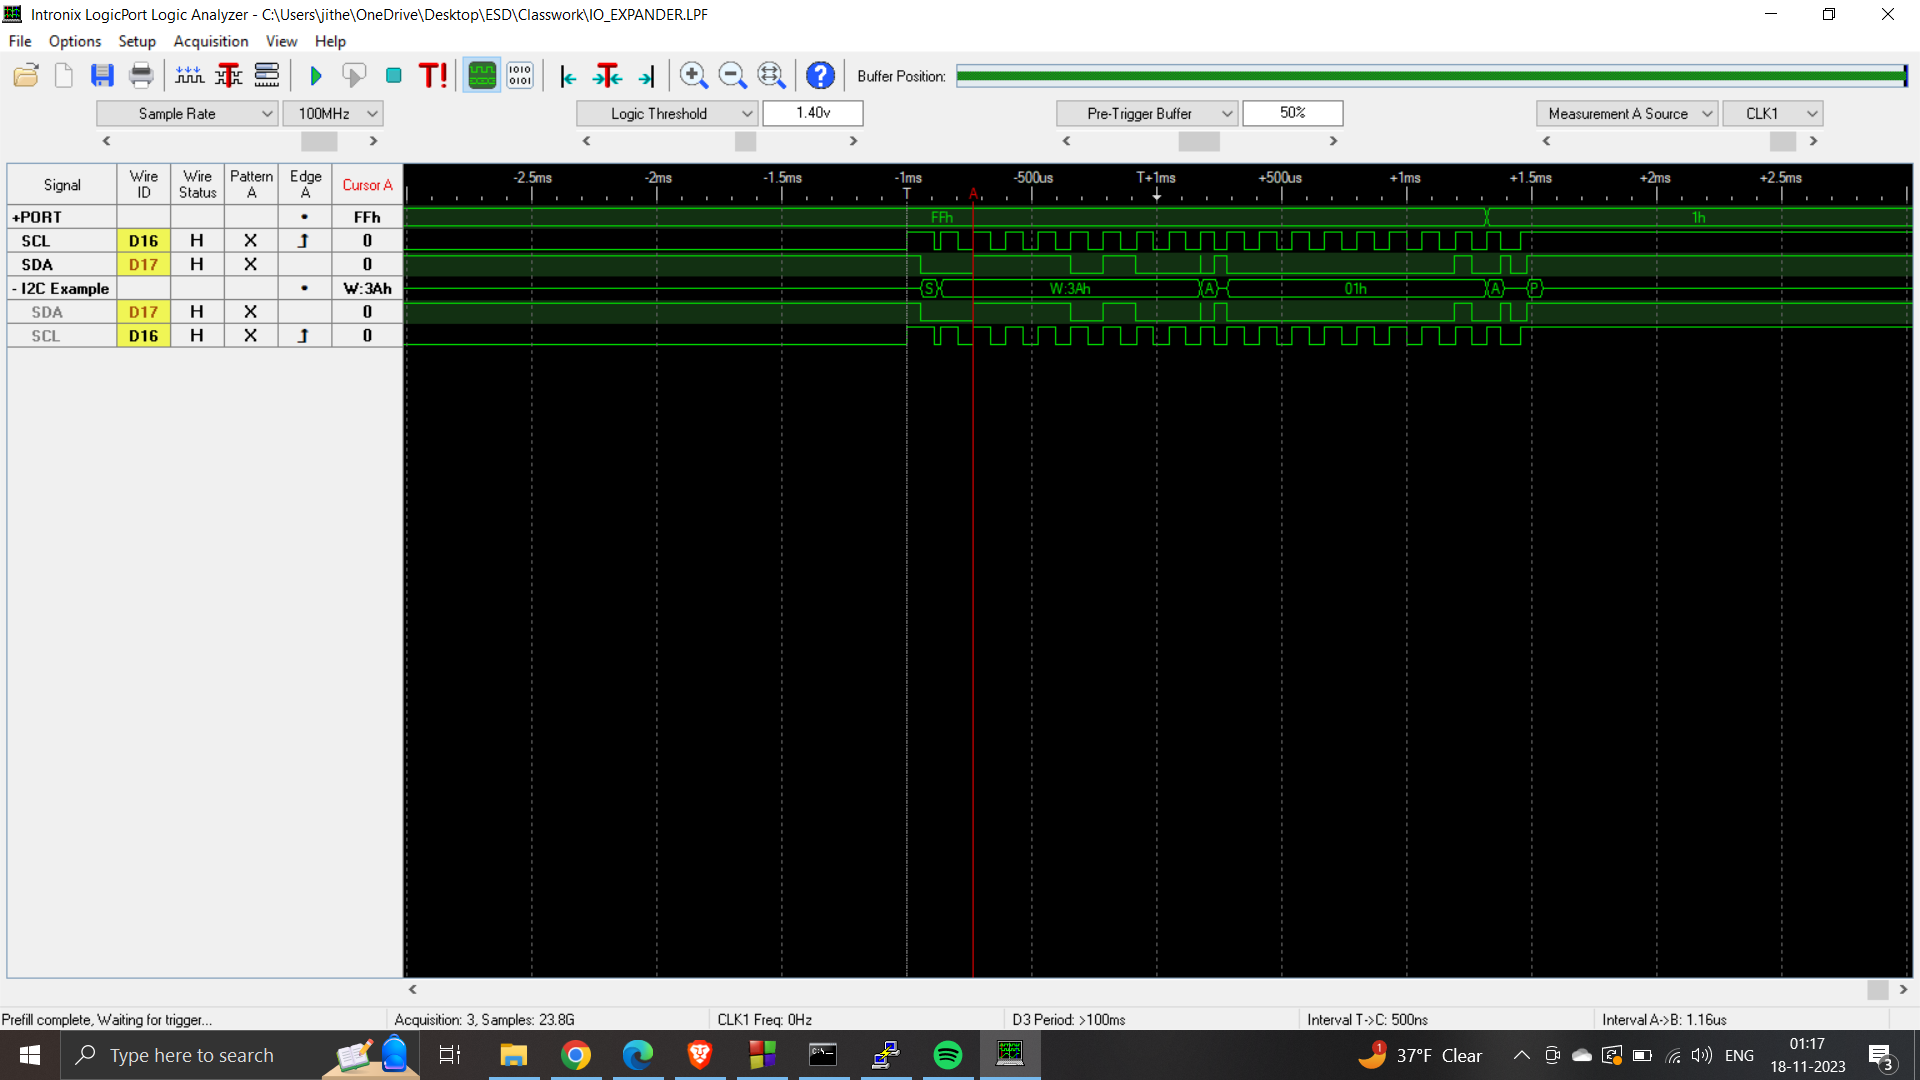 Intronix LogicPort Logic Analyzer - C:\Users\jithe\OneDrive\Desktop\ESD\Classwork\IO_EXPANDER.LPF
File Options Setup Acquisition View Help
T! 1010 0101 ? Buffer Position:
Sample Rate 100MHz Logic Threshold 1.40v Pre-Trigger Buffer 50% Measurement A Source CLK1
Signal Wire ID Wire Status Pattern A Edge A Cursor A
-2.5ms -2ms -1.5ms -1ms -500us T+1ms +500us +1ms +1.5ms +2ms +2.5ms
T A
+PORT FFh FFh 1h
SCL D16 H X 0
SDA D17 H X 0
- I2C Example W:3Ah S W:3Ah A 01h A P
SDA D17 H X 0
SCL D16 H X 0
Prefill complete, Waiting for trigger... Acquisition: 3, Samples: 23.8G CLK1 Freq: 0Hz D3 Period: >100ms Interval T->C: 500ns Interval A->B: 1.16us
Type here to search 1 37°F Clear ENG 01:17
18-11-2023 3